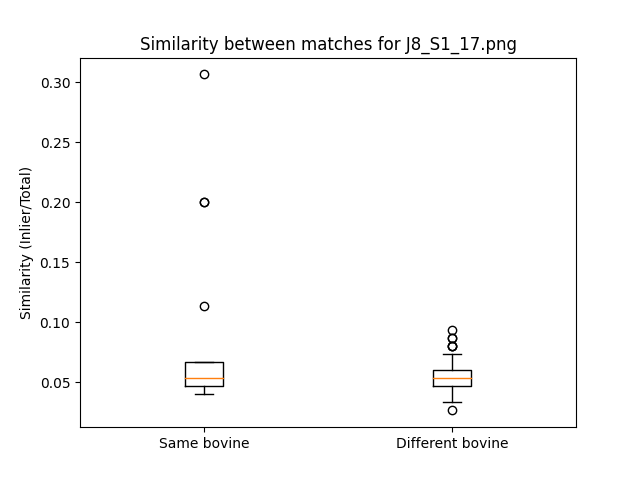 Similarity between matches for J8_S1_17.png
Similarity (Inlier/Total)
0.30
0.25
0.20
0.15
0.10
0.05
Same bovine
Different bovine